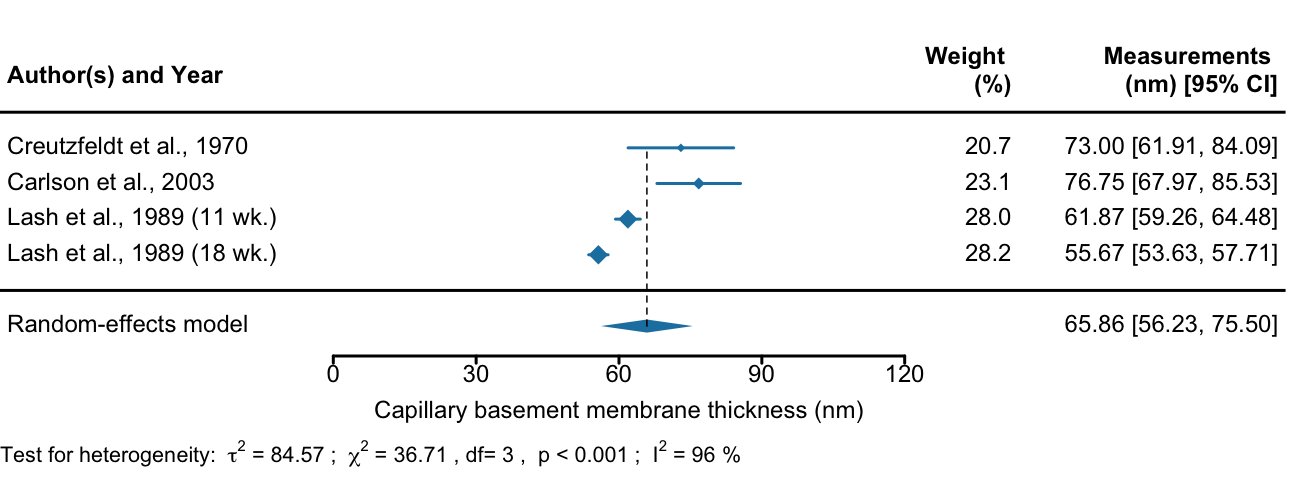 Author(s) and Year Weight (%) Measurements (nm) [95% CI]
Creutzfeldt et al., 1970 20.7 73.00 [61.91, 84.09]
Carlson et al., 2003 23.1 76.75 [67.97, 85.53]
Lash et al., 1989 (11 wk.) 28.0 61.87 [59.26, 64.48]
Lash et al., 1989 (18 wk.) 28.2 55.67 [53.63, 57.71]
Random-effects model 65.86 [56.23, 75.50]
0 30 60 90 120
Capillary basement membrane thickness (nm)
Test for heterogeneity: τ² = 84.57 ; χ² = 36.71 , df= 3 , p < 0.001 ; I² = 96 %